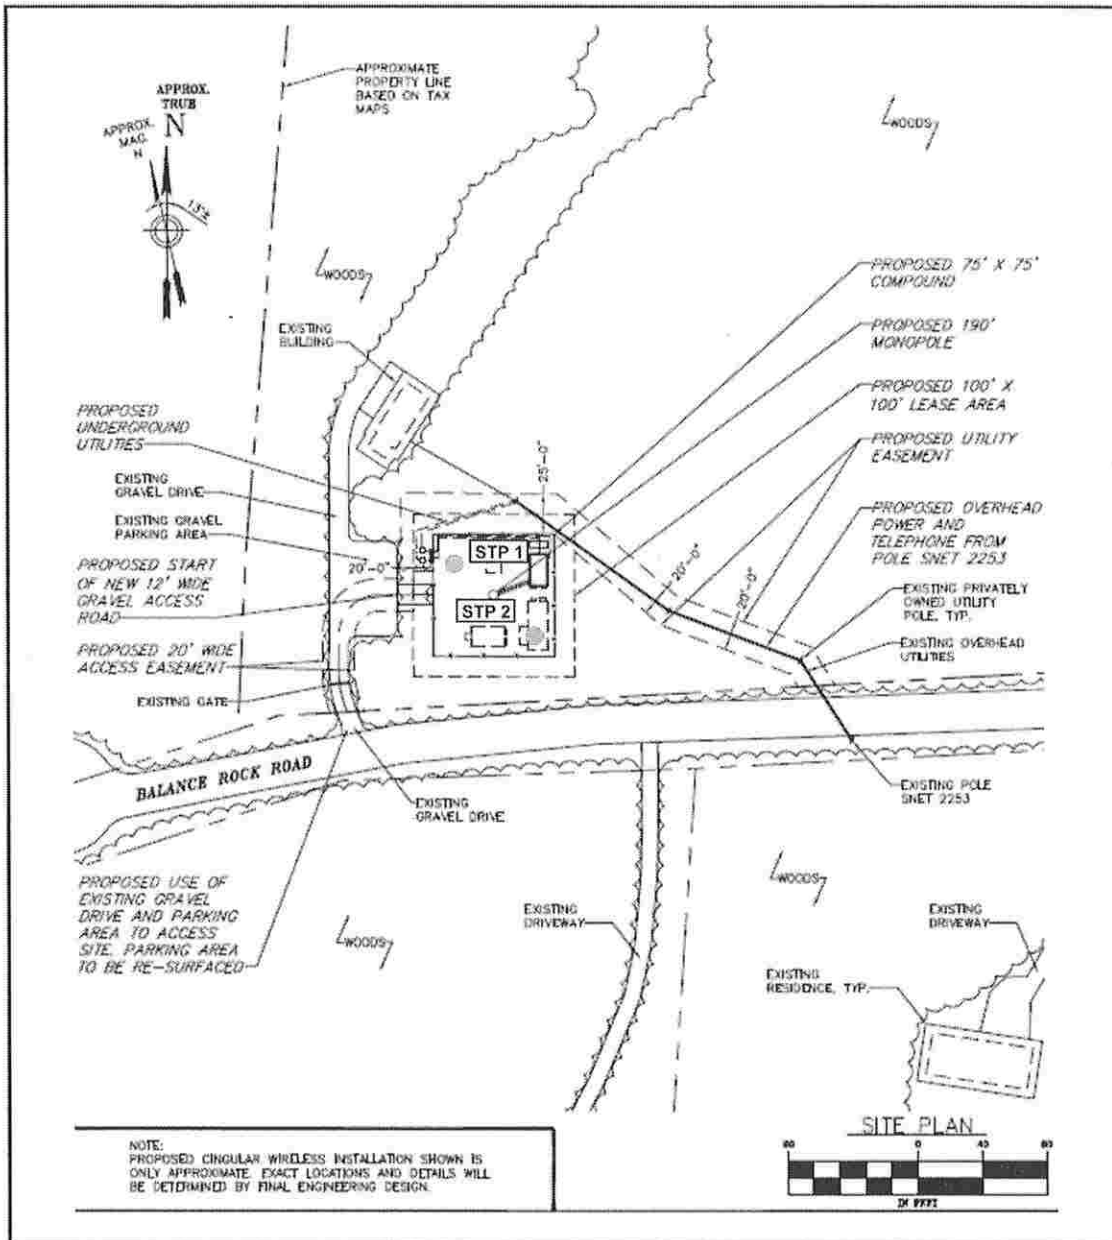 APPROXIMATE
PROPERTY LINE
BASED ON TAX
MAPS
APPROX.
TRUE
N
APPROX.
MAG.
N
13°±
WOODS
WOODS
EXISTING
BUILDING
PROPOSED 75' X 75'
COMPOUND
PROPOSED 190'
MONOPOLE
PROPOSED 100' X
100' LEASE AREA
PROPOSED UTILITY
EASEMENT
PROPOSED OVERHEAD
POWER AND
TELEPHONE FROM
POLE SNET 2253
EXISTING PRIVATELY
OWNED UTILITY
POLE, TYP.
EXISTING OVERHEAD
UTILITIES
PROPOSED
UNDERGROUND
UTILITIES
EXISTING
GRAVEL DRIVE
EXISTING GRAVEL
PARKING AREA
PROPOSED START
OF NEW 12' WIDE
GRAVEL ACCESS
ROAD
PROPOSED 20' WIDE
ACCESS EASEMENT
EXISTING GATE
25'-0"
20'-0"
20'-0"
20'-0"
STP 1
STP 2
BALANCE ROCK ROAD
EXISTING
GRAVEL DRIVE
EXISTING POLE
SNET 2253
PROPOSED USE OF
EXISTING GRAVEL
DRIVE AND PARKING
AREA TO ACCESS
SITE. PARKING AREA
TO BE RE-SURFACED
WOODS
WOODS
EXISTING
DRIVEWAY
EXISTING
DRIVEWAY
EXISTING
RESIDENCE, TYP.
NOTE:
PROPOSED CINGULAR WIRELESS INSTALLATION SHOWN IS
ONLY APPROXIMATE. EXACT LOCATIONS AND DETAILS WILL
BE DETERMINED BY FINAL ENGINEERING DESIGN.
SITE PLAN
80 0 40 80
IN FEET